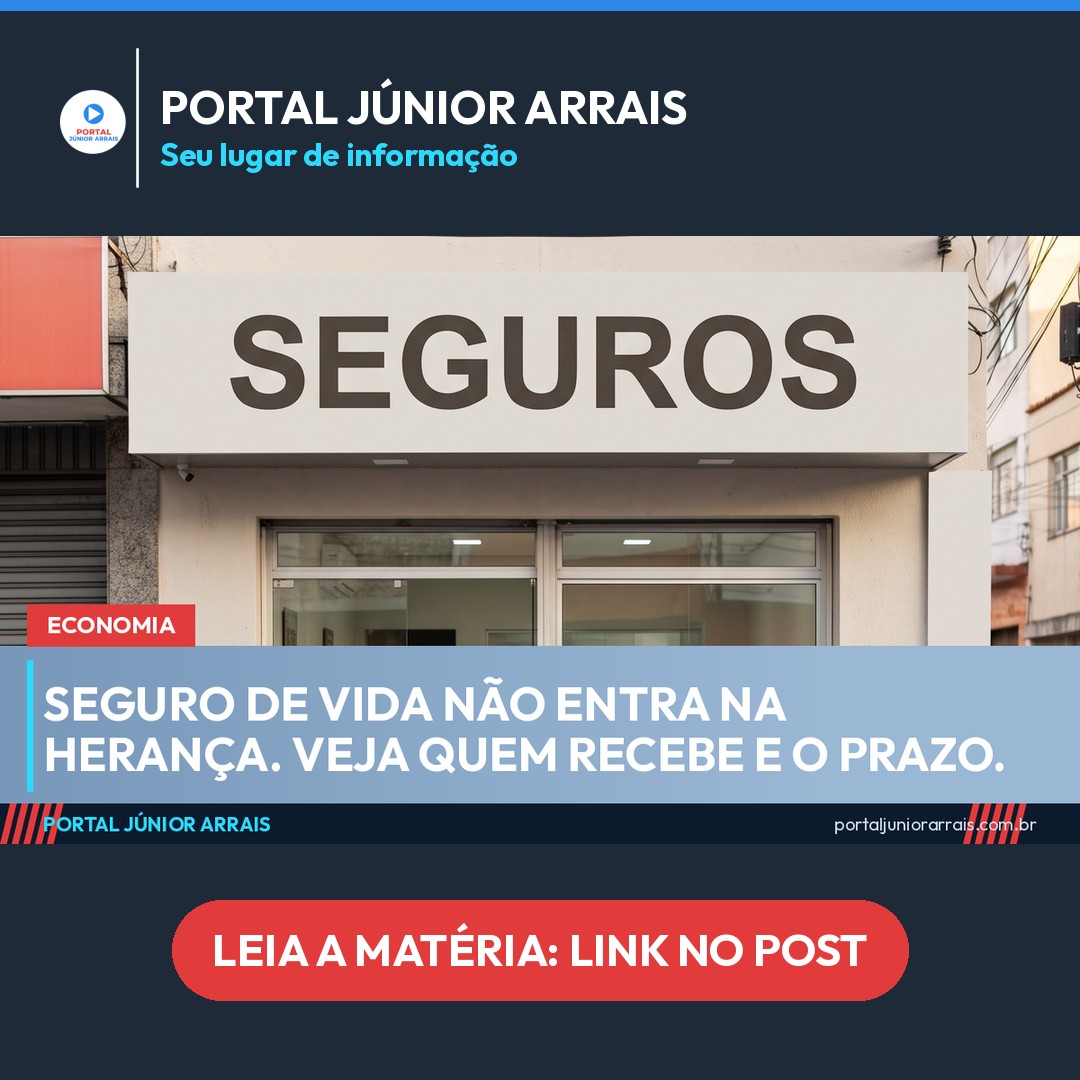 PORTAL JÚNIOR ARRAIS
Seu lugar de informação
PORTAL
JÚNIOR ARRAIS
SEGUROS
ECONOMIA
SEGURO DE VIDA NÃO ENTRA NA
HERANÇA. VEJA QUEM RECEBE E O PRAZO.
PORTAL JÚNIOR ARRAIS
portaljuniorarrais.com.br
LEIA A MATÉRIA: LINK NO POST